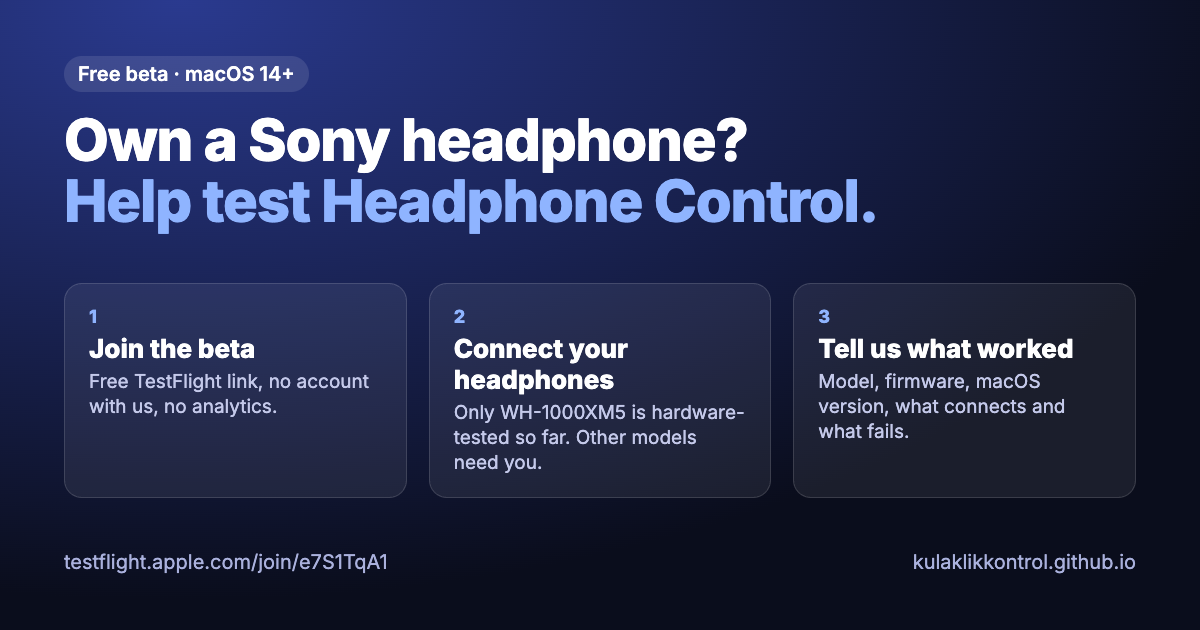 Free beta · macOS 14+
Own a Sony headphone?
Help test Headphone Control.
1
Join the beta
Free TestFlight link, no account
with us, no analytics.
2
Connect your
headphones
Only WH-1000XM5 is hardware-
tested so far. Other models
need you.
3
Tell us what worked
Model, firmware, macOS
version, what connects and
what fails.
testflight.apple.com/join/e7S1TqA1
kulaklikkontrol.github.io